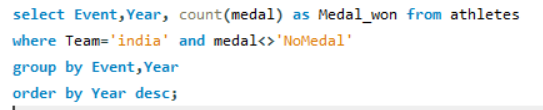 select Event,Year, count(medal) as Medal_won from athletes
where Team='india' and medal<>'NoMedal'
group by Event,Year
order by Year desc;